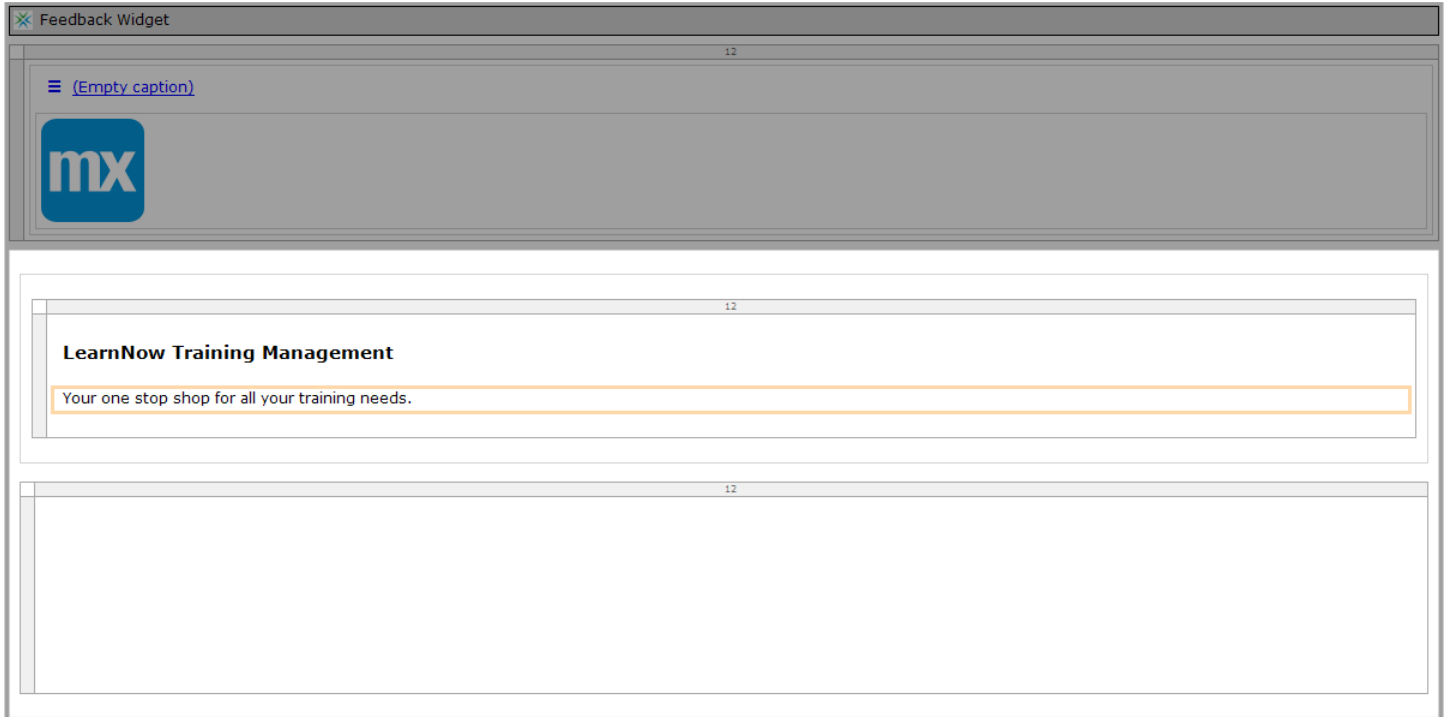 Feedback Widget
12
(Empty caption)
mx
12
LearnNow Training Management
Your one stop shop for all your training needs.
12